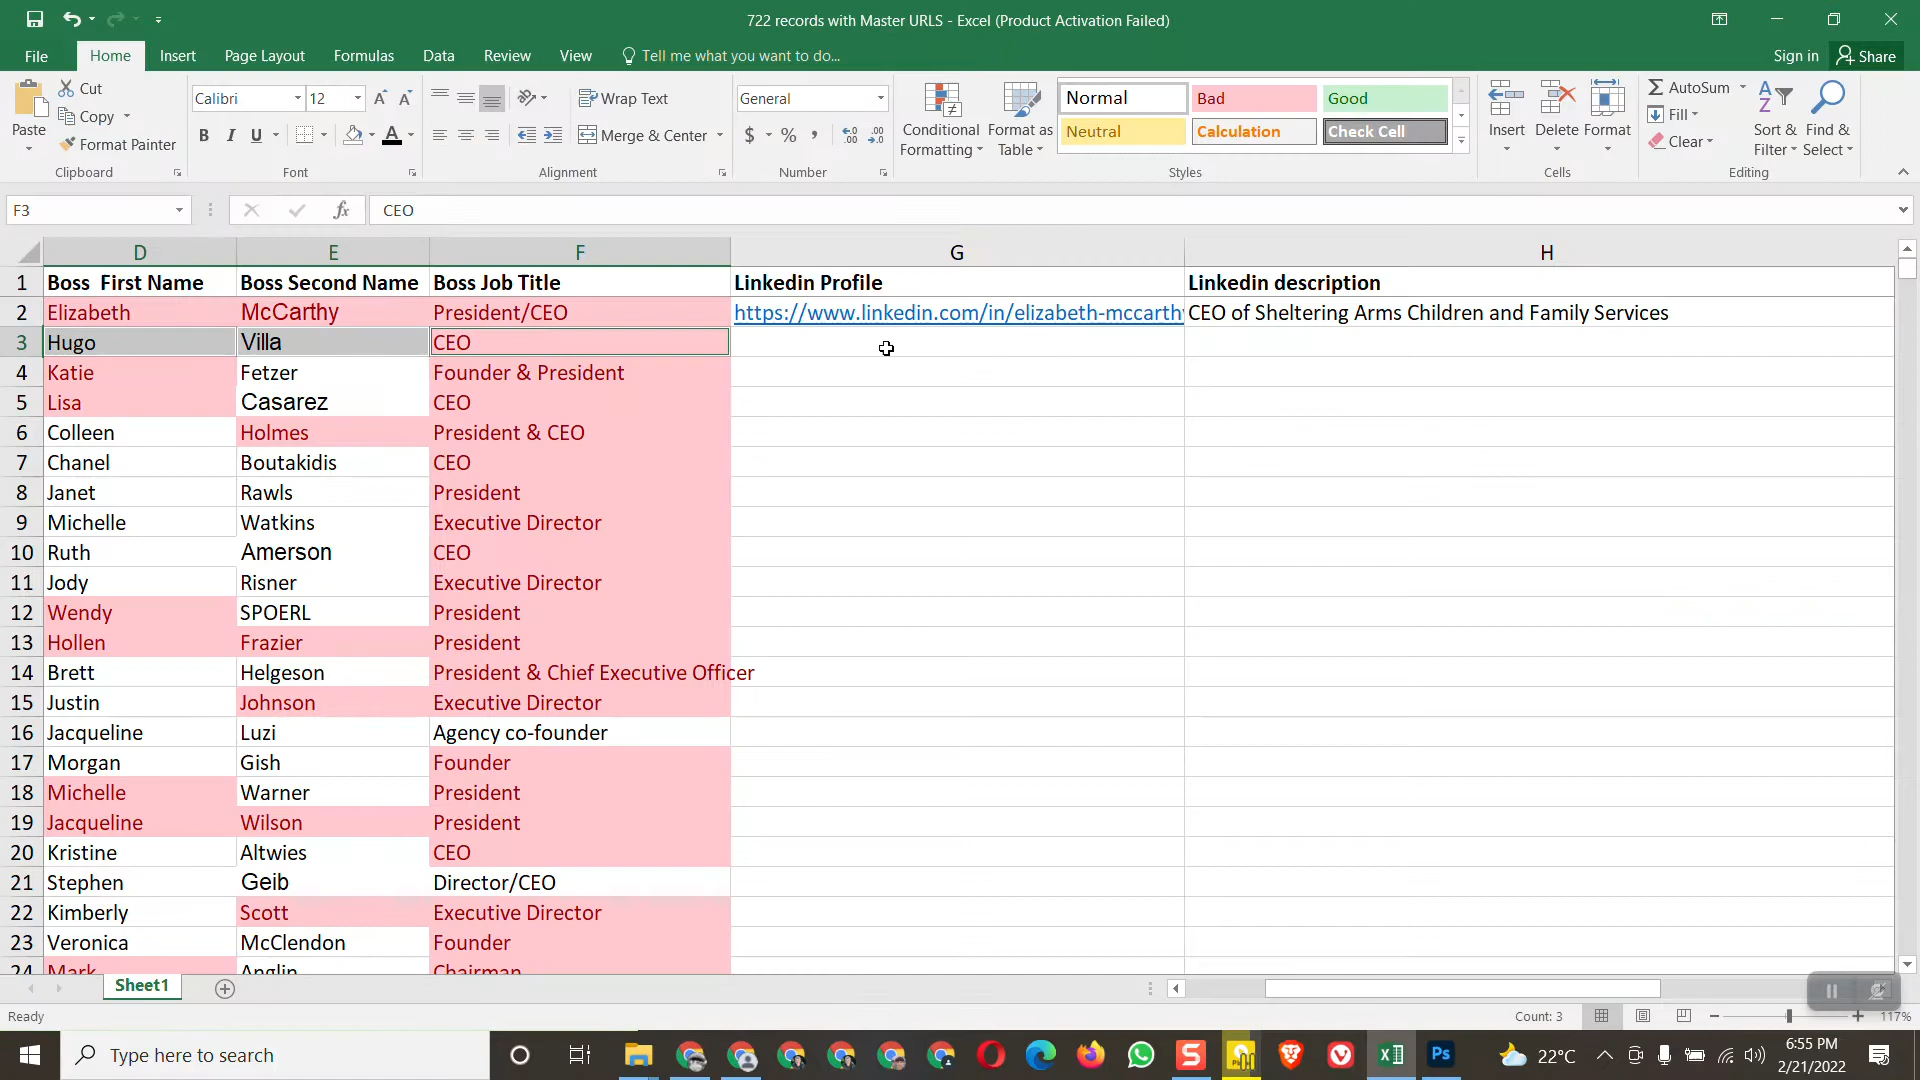 722 records with Master URLS - Excel (Product Activation Failed)
File Home Insert Page Layout Formulas Data Review View Tell me what you want to do... Sign in Share
Paste Cut Copy Format Painter Clipboard
Calibri 12 B I U Font
Wrap Text Merge & Center Alignment
General $ % , Number
Conditional Formatting Format as Table
Normal Bad Good
Neutral Calculation Check Cell
Styles
Insert Delete Format Cells
AutoSum Fill Clear Sort & Filter Find & Select Editing
F3 fx CEO
D E F G H
1 Boss First Name Boss Second Name Boss Job Title Linkedin Profile Linkedin description
2 Elizabeth McCarthy President/CEO https://www.linkedin.com/in/elizabeth-mccarthy CEO of Sheltering Arms Children and Family Services
3 Hugo Villa CEO
4 Katie Fetzer Founder & President
5 Lisa Casarez CEO
6 Colleen Holmes President & CEO
7 Chanel Boutakidis CEO
8 Janet Rawls President
9 Michelle Watkins Executive Director
10 Ruth Amerson CEO
11 Jody Risner Executive Director
12 Wendy SPOERL President
13 Hollen Frazier President
14 Brett Helgeson President & Chief Executive Officer
15 Justin Johnson Executive Director
16 Jacqueline Luzi Agency co-founder
17 Morgan Gish Founder
18 Michelle Warner President
19 Jacqueline Wilson President
20 Kristine Altwies CEO
21 Stephen Geib Director/CEO
22 Kimberly Scott Executive Director
23 Veronica McClendon Founder
24 Mark Anglin Chairman
Sheet1
Ready Count: 3 117%
Type here to search 22°C 6:55 PM
2/21/2022